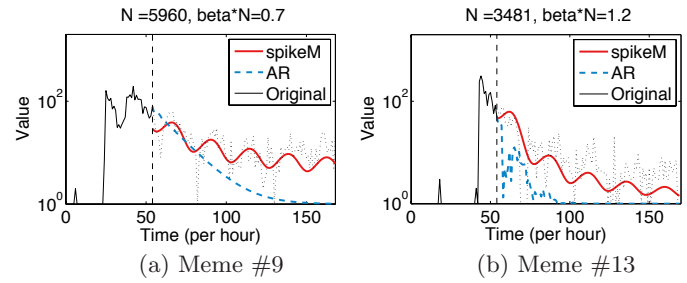 N =5960, beta*N=0.7
Value
10^2
10^0
spikeM
AR
Original
0 50 100 150
Time (per hour)
(a) Meme #9
N =3481, beta*N=1.2
Value
10^2
10^0
spikeM
AR
Original
0 50 100 150
Time (per hour)
(b) Meme #13